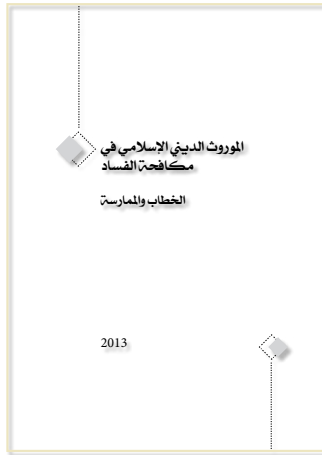 الموروث الديني الإسلامي في
مكافحة الفساد
الخطاب والممارسة
2013